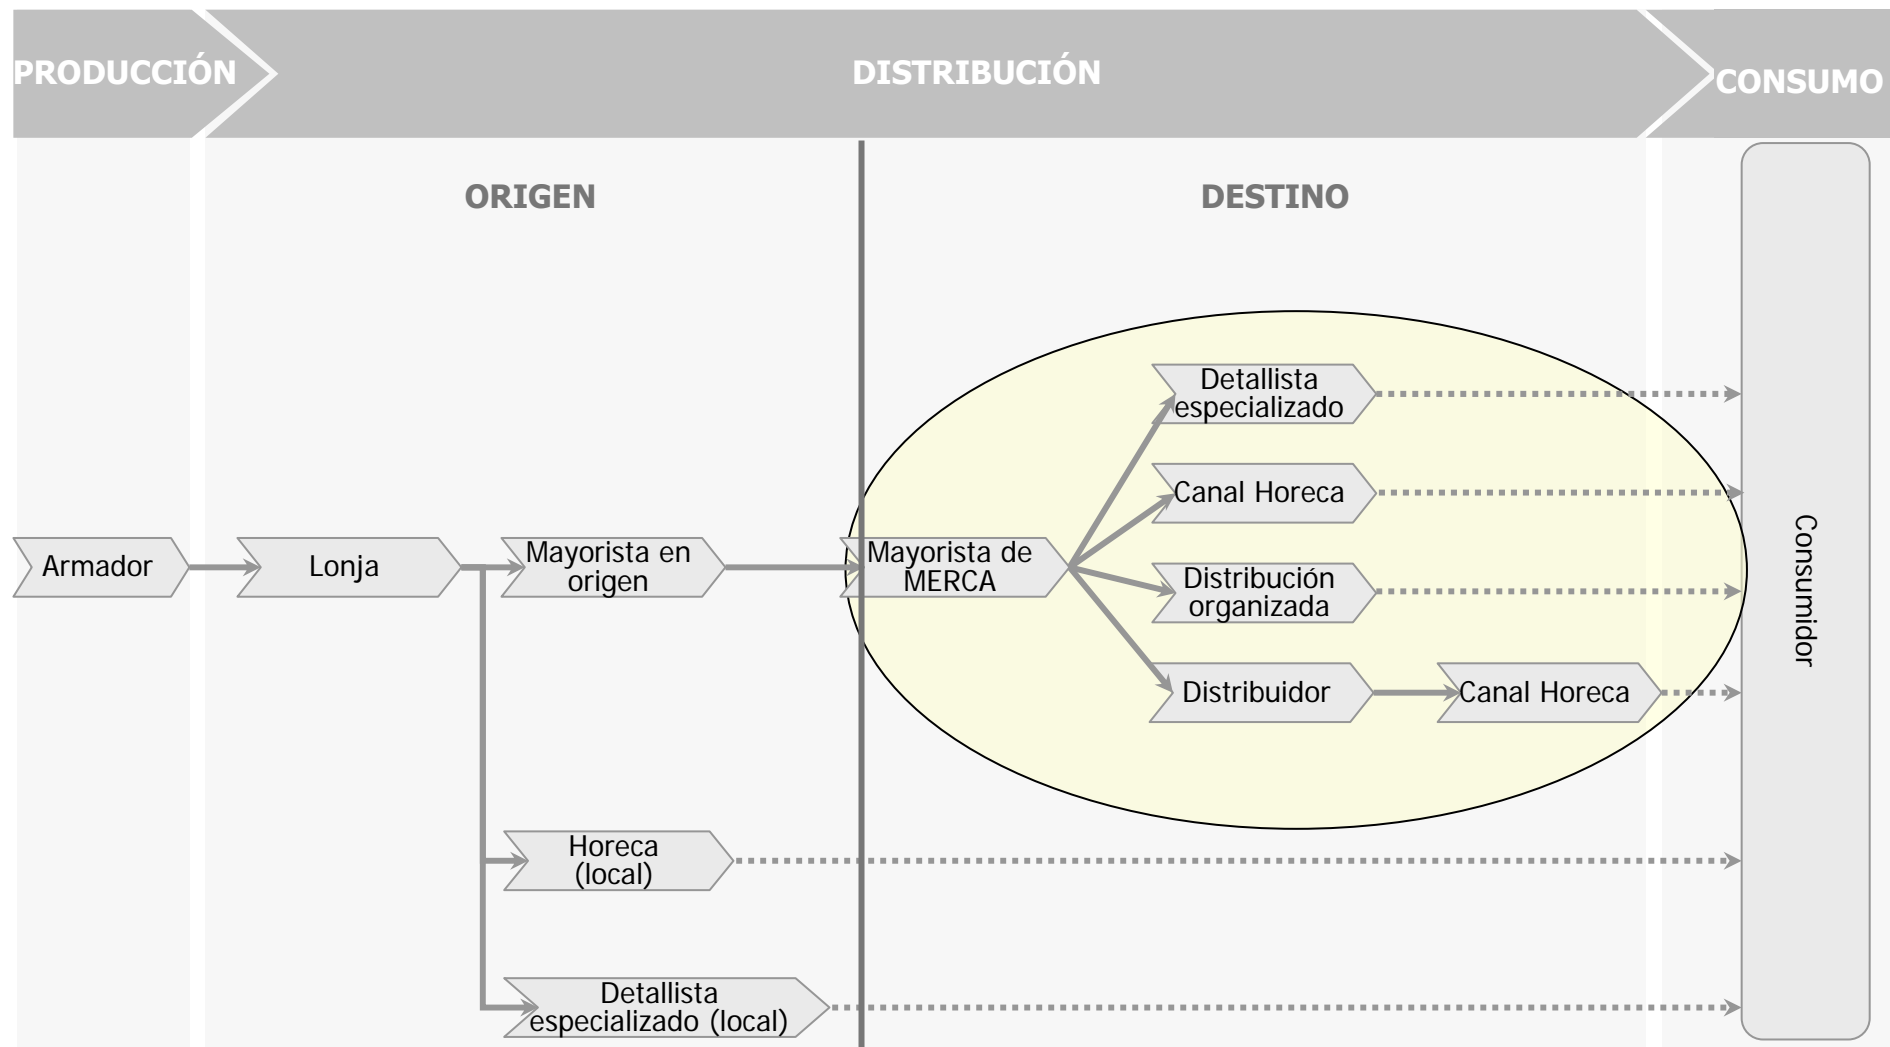 PRODUCCIÓN
DISTRIBUCIÓN
CONSUMO
ORIGEN
DESTINO
Detallista
especializado
Canal Horeca
Armador
Lonja
Mayorista en
origen
Mayorista de
MERCA
Distribución
organizada
Distribuidor
Canal Horeca
Consumidor
Horeca
(local)
Detallista
especializado (local)